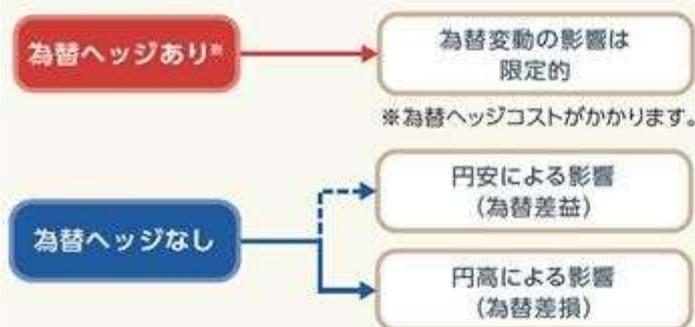 為替ヘッジあり※
為替変動の影響は
限定的
※為替ヘッジコストがかかります。
為替ヘッジなし
円安による影響
(為替差益)
円高による影響
(為替差損)